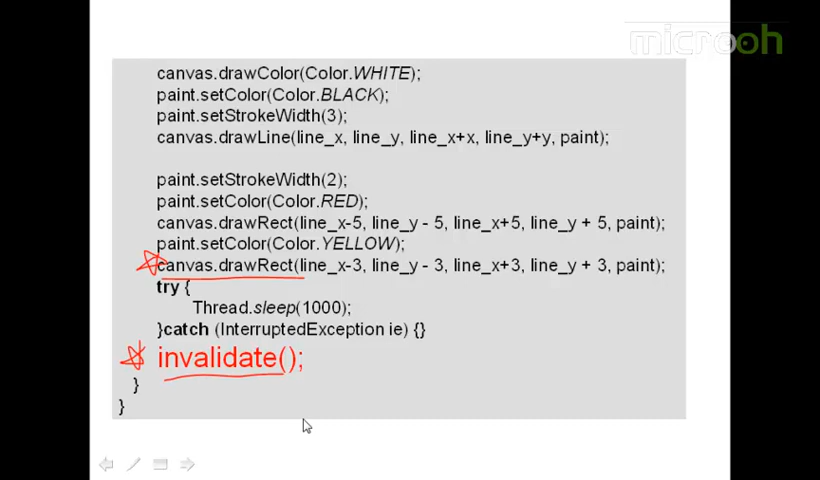 microoh
canvas.drawColor(Color.WHITE);
paint.setColor(Color.BLACK);
paint.setStrokeWidth(3);
canvas.drawLine(line_x, line_y, line_x+x, line_y+y, paint);
paint.setStrokeWidth(2);
paint.setColor(Color.RED);
canvas.drawRect(line_x-5, line_y - 5, line_x+5, line_y + 5, paint);
paint.setColor(Color.YELLOW);
canvas.drawRect(line_x-3, line_y - 3, line_x+3, line_y + 3, paint);
try {
Thread.sleep(1000);
}catch (InterruptedException ie) {}
invalidate();
}
}